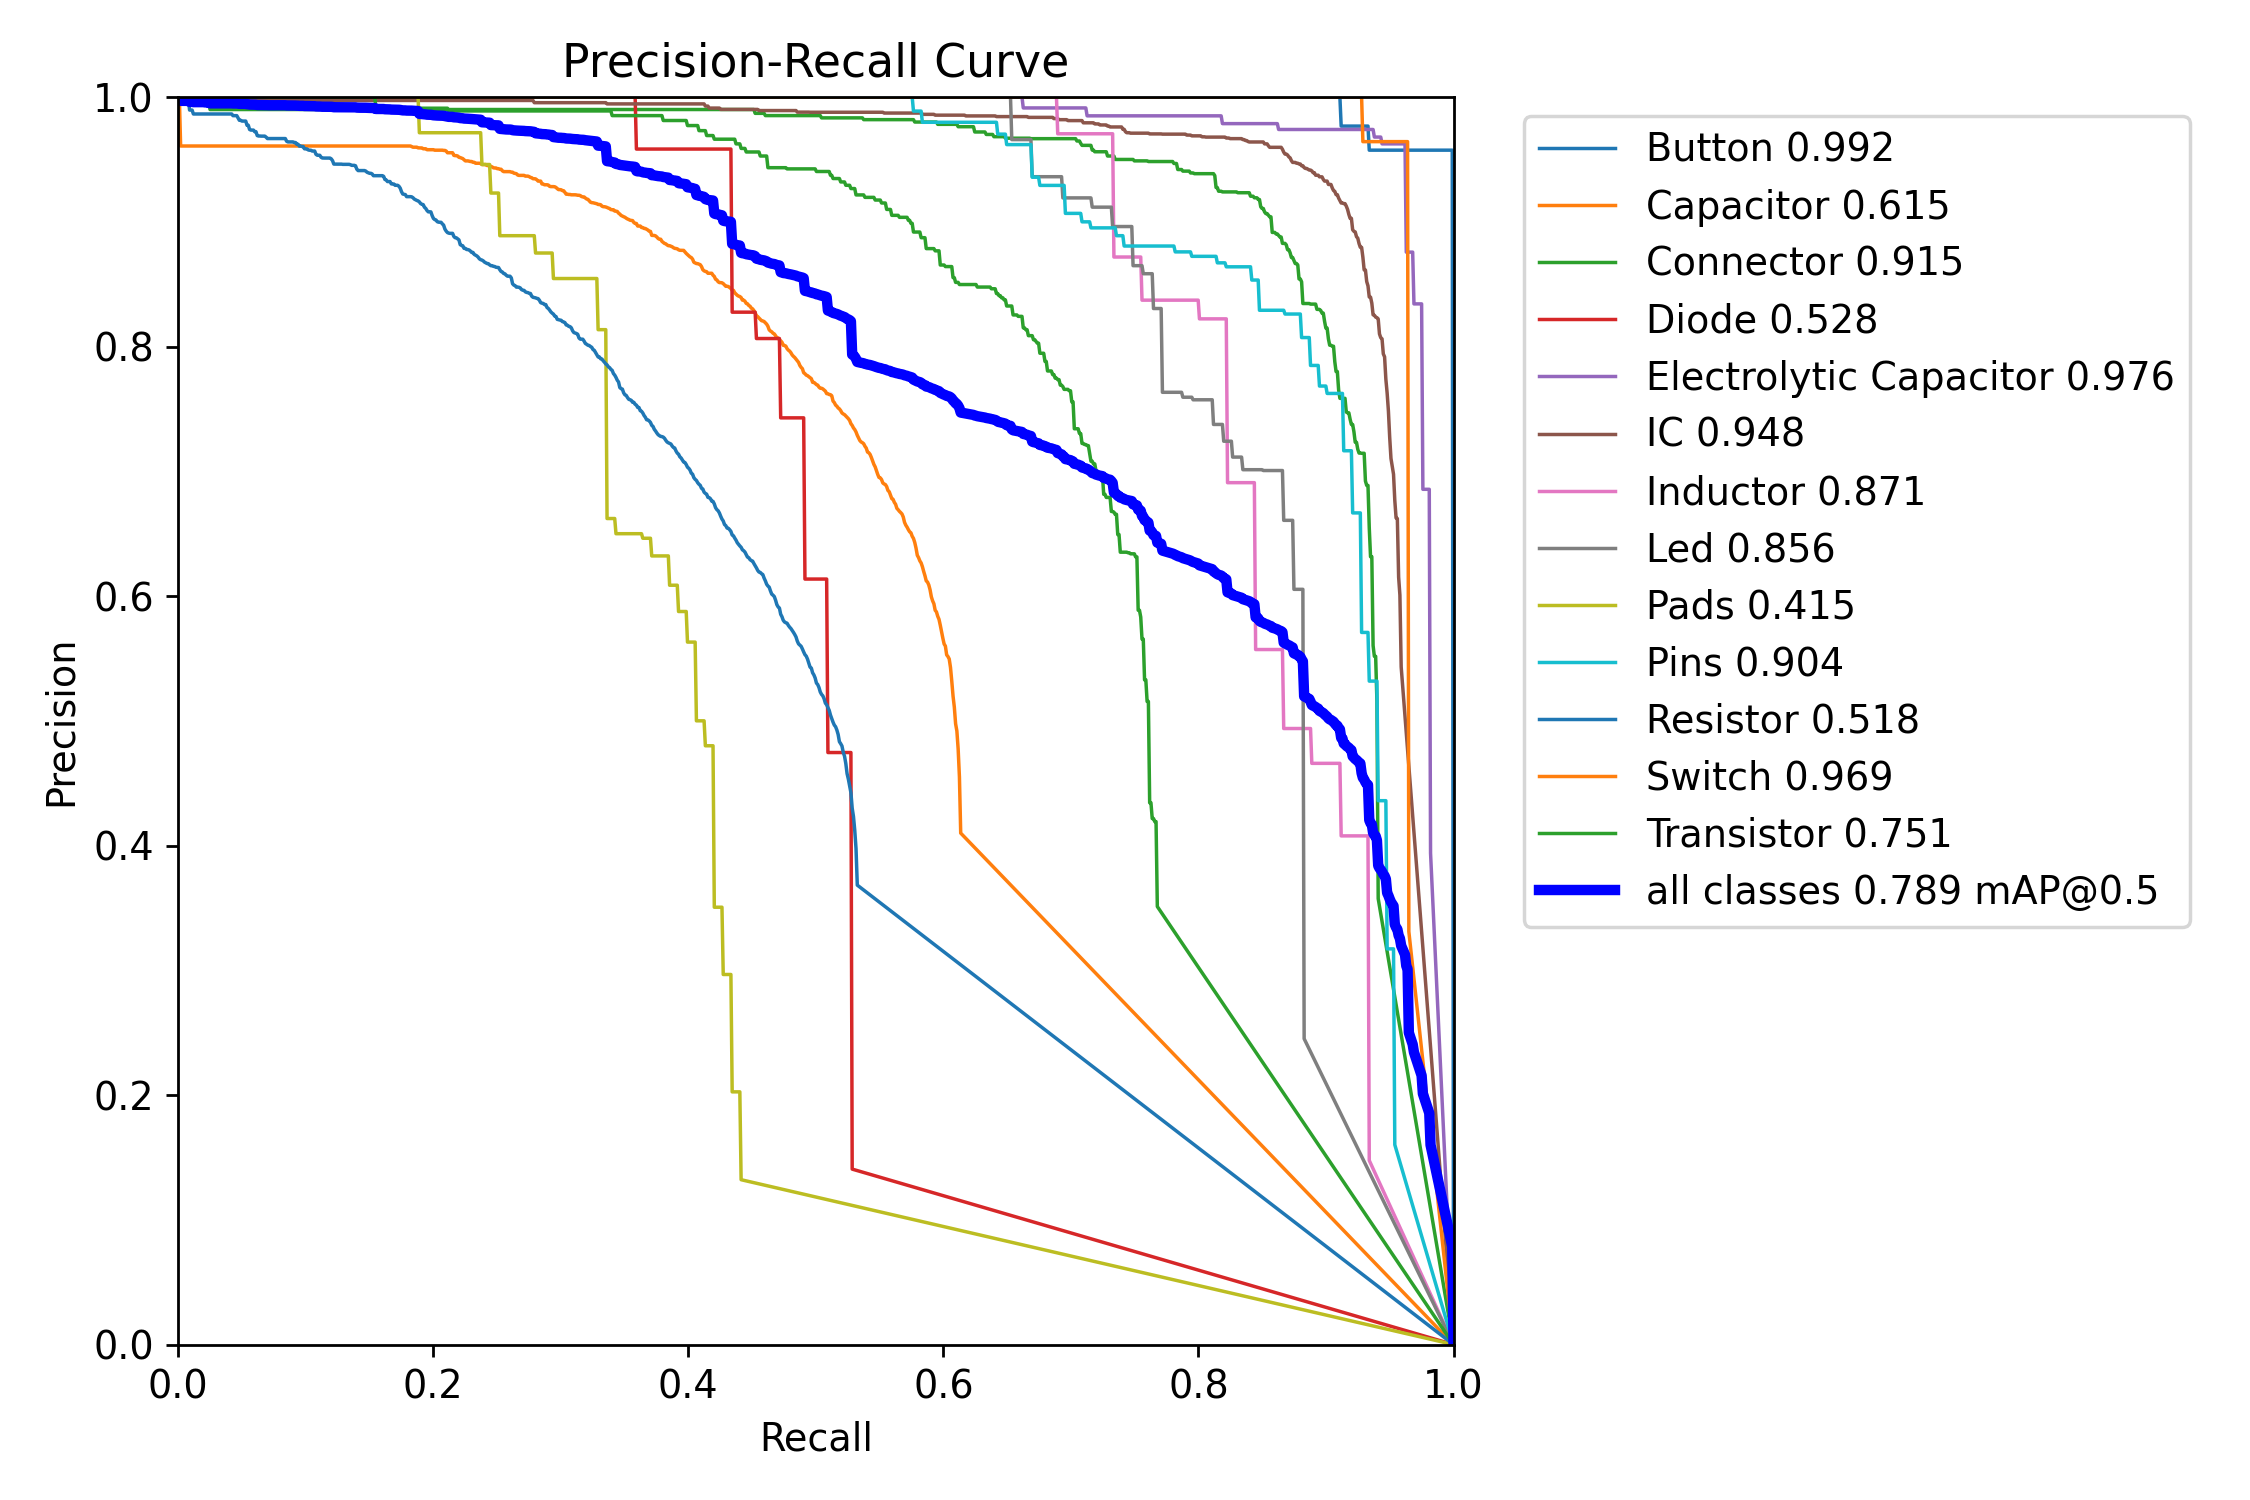 Precision-Recall Curve
1.0
0.8
0.6
0.4
0.2
0.0
Precision
0.0 0.2 0.4 0.6 0.8 1.0
Recall
Button 0.992
Capacitor 0.615
Connector 0.915
Diode 0.528
Electrolytic Capacitor 0.976
IC 0.948
Inductor 0.871
Led 0.856
Pads 0.415
Pins 0.904
Resistor 0.518
Switch 0.969
Transistor 0.751
all classes 0.789 mAP@0.5